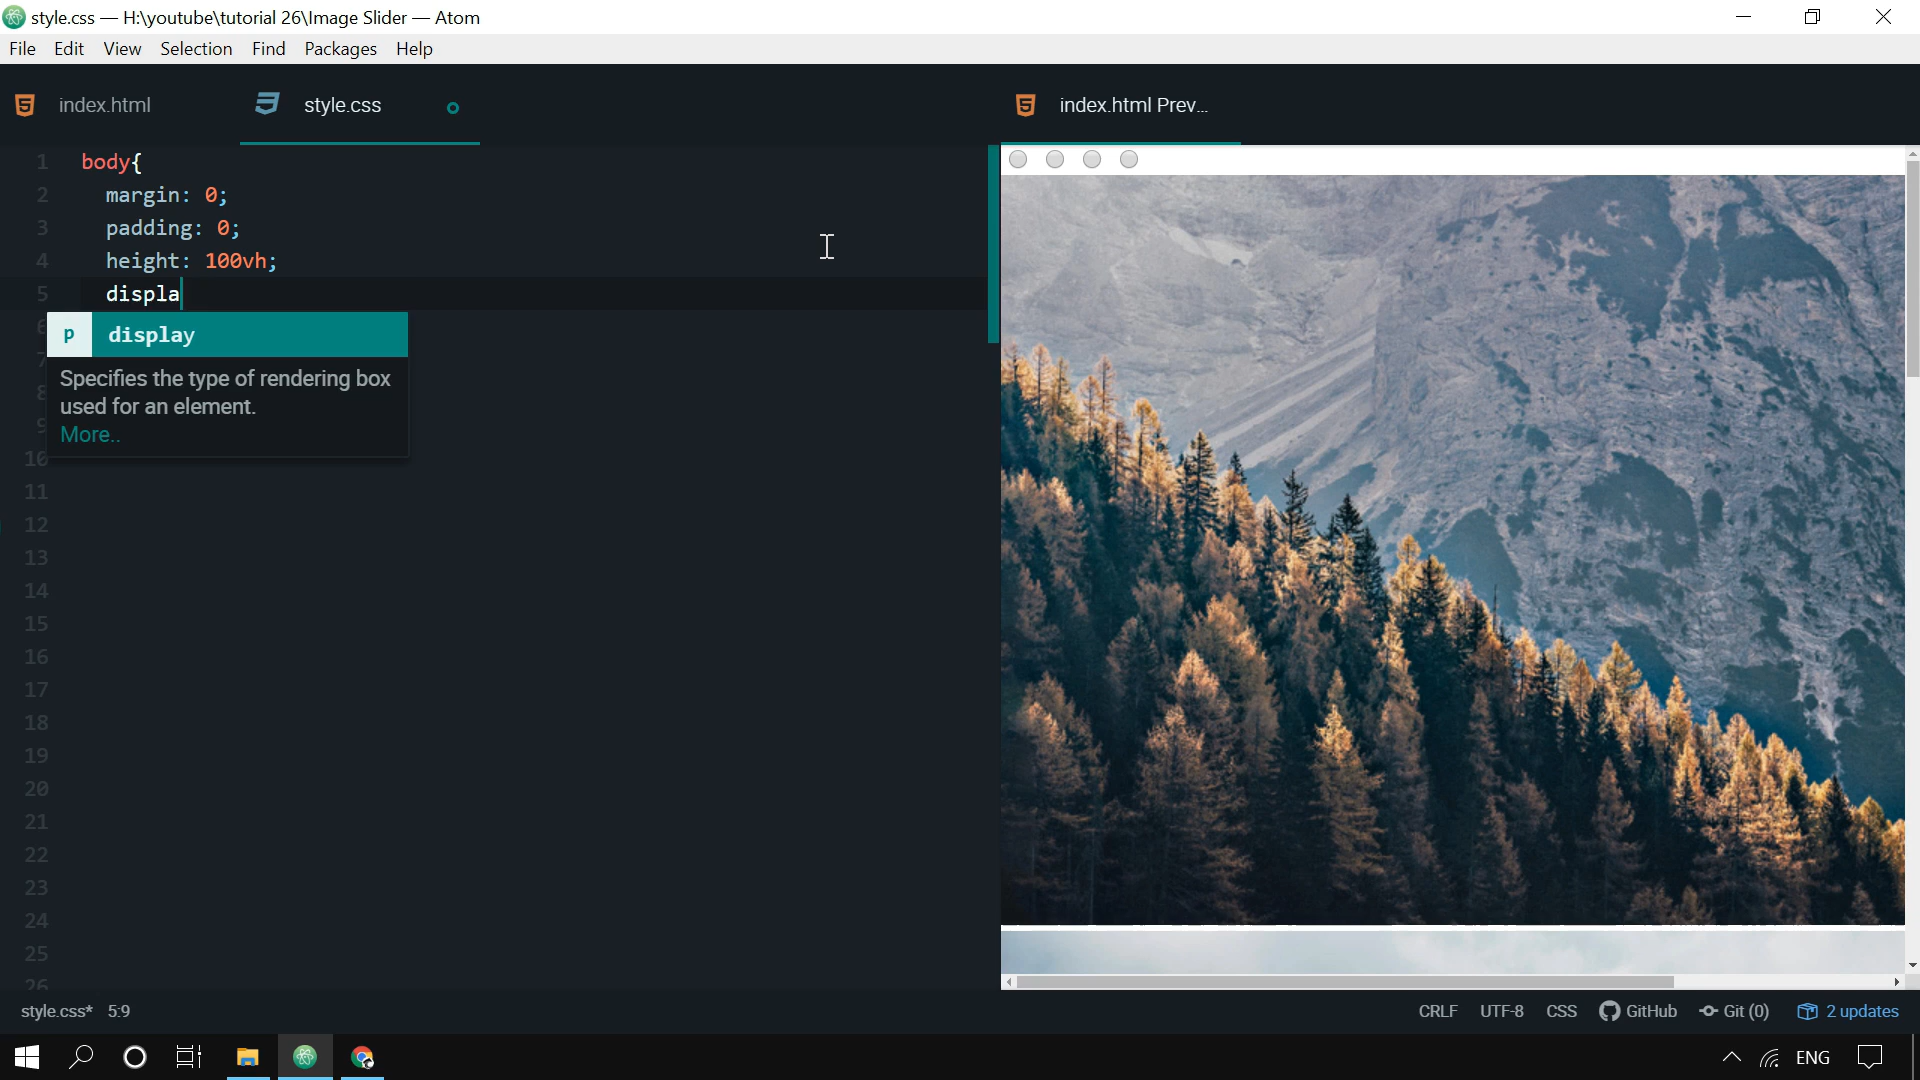 style.css — H:\youtube\tutorial 26\Image Slider — Atom
File Edit View Selection Find Packages Help
index.html style.css index.html Prev...
1 body{
2 margin: 0;
3 padding: 0;
4 height: 100vh;
5 displa
p display
Specifies the type of rendering box
used for an element.
More..
10
11
12
13
14
15
16
17
18
19
20
21
22
23
24
25
26
style.css* 5:9 CRLF UTF-8 CSS GitHub Git (0) 2 updates
ENG